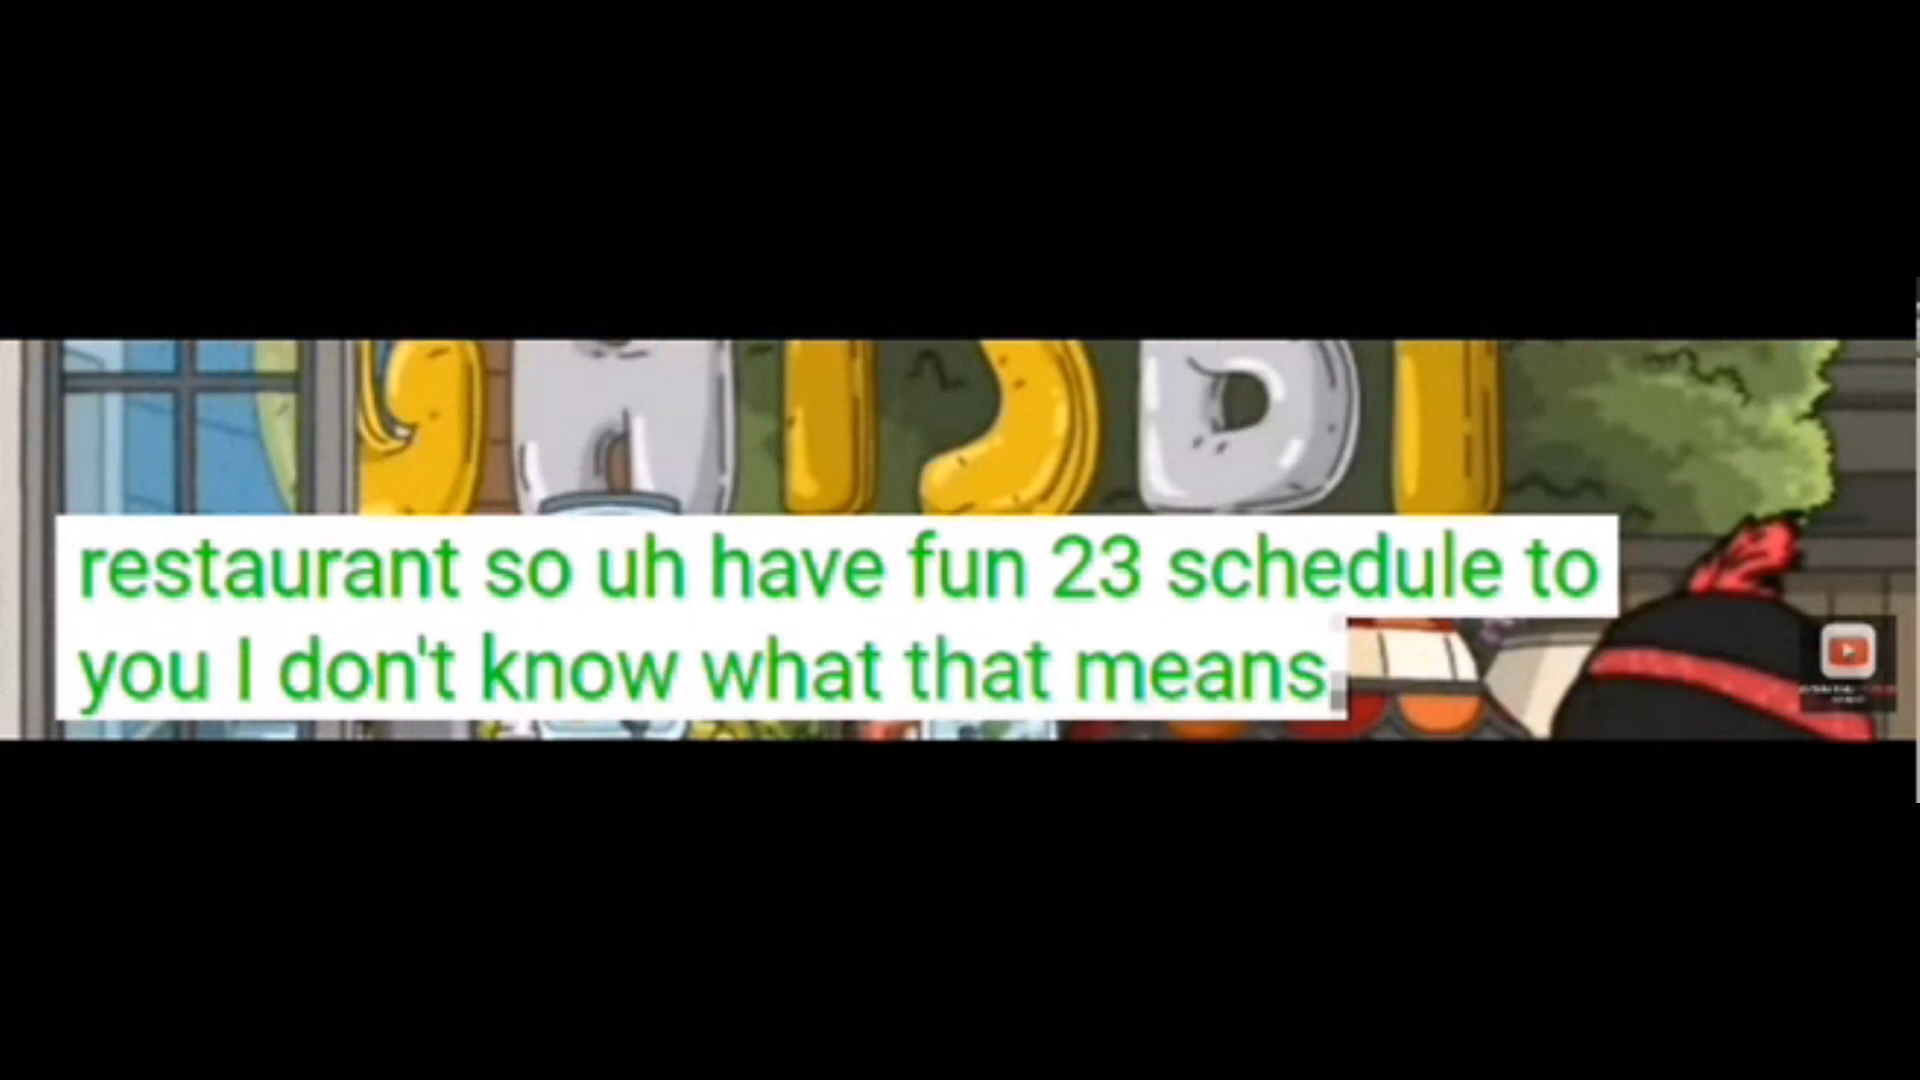 restaurant so uh have fun 23 schedule to
you I don't know what that means